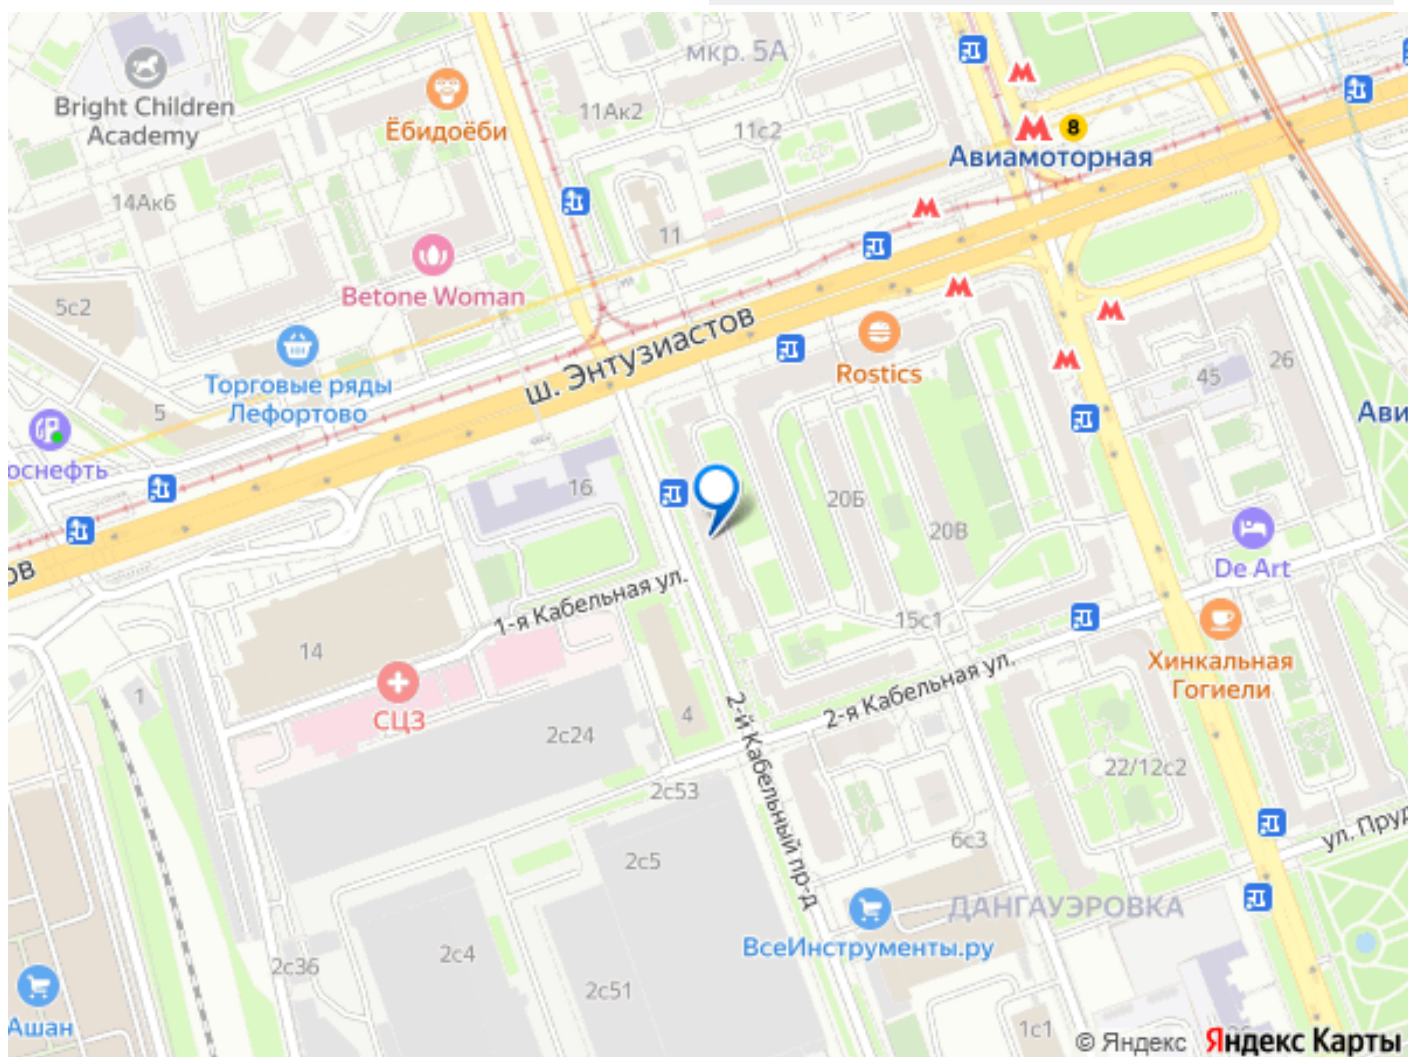 мкр. 5А
Bright Children
Academy
Ёбидоёби
11Ак2
11с2
8
Авиамоторная
14Ак6
11
Betone Woman
5с2
ш. Энтузиастов
Rostics
26
45
Торговые ряды
Лефортово
5
Ави
оснефть
16
20Б
20В
ов
De Art
1-я Кабельная ул.
15с1
14
Хинкальная
Гогиели
2-я Кабельная ул.
1
СЦЗ
4
2с24
2-й Кабельный пр-д
22/12с2
2с53
ул. Пруд
6с3
2с5
ДАНГАУЭРОВКА
ВсеИнструменты.ру
2с4
2с36
2с51
Ашан
1с1
© Яндекс Яндекс Карты